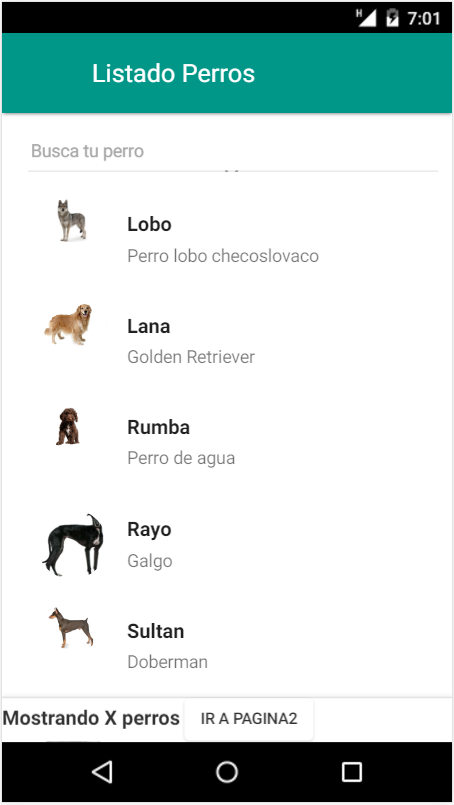 H 7:01
Listado Perros
Busca tu perro
Lobo
Perro lobo checoslovaco
Lana
Golden Retriever
Rumba
Perro de agua
Rayo
Galgo
Sultan
Doberman
Mostrando X perros IR A PAGINA2